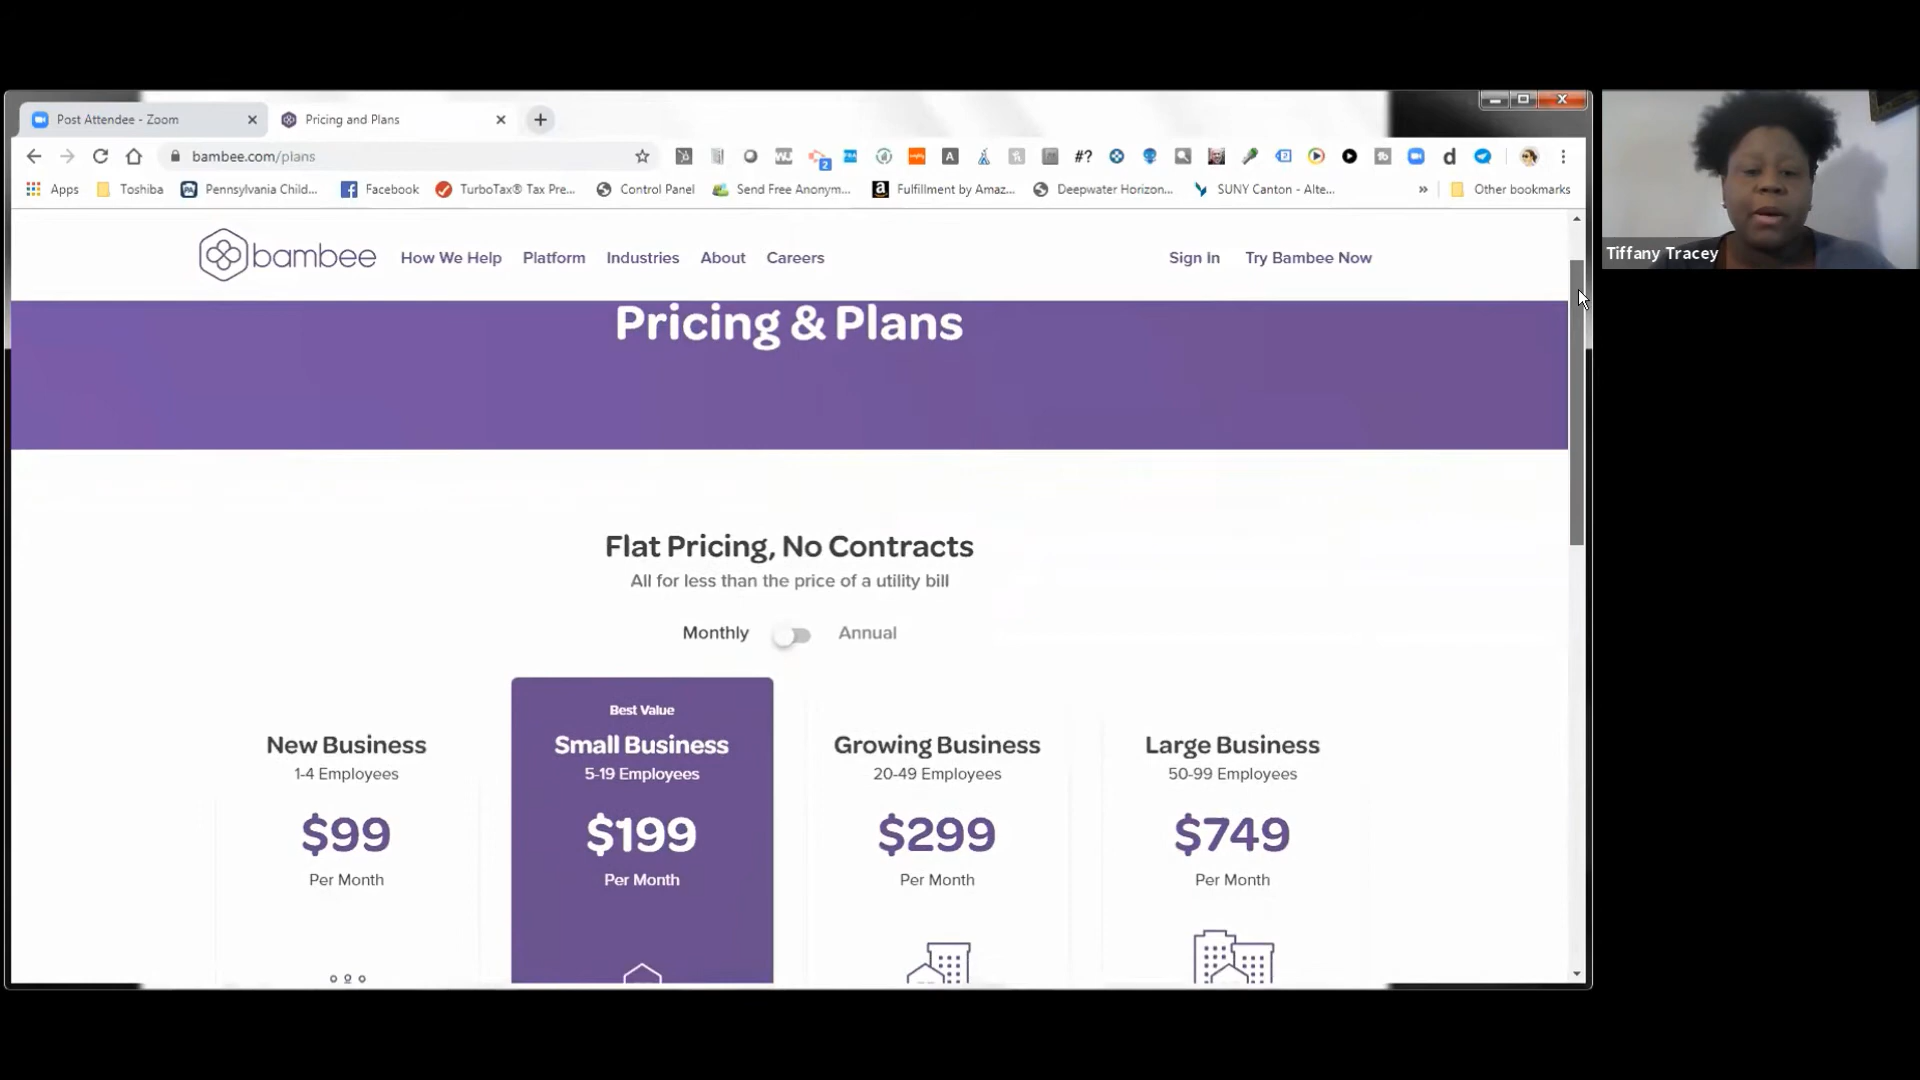 Post Attendee - Zoom
Pricing and Plans
bambee.com/plans
2
#?
Apps
Toshiba
Pennsylvania Child...
Facebook
TurboTax® Tax Pre...
Control Panel
Send Free Anonym...
Fulfillment by Amaz...
Deepwater Horizon...
SUNY Canton - Alte...
»
Other bookmarks
bambee
How We Help
Platform
Industries
About
Careers
Sign In
Try Bambee Now
Tiffany Tracey
Pricing & Plans
Flat Pricing, No Contracts
All for less than the price of a utility bill
Monthly
Annual
New Business
1-4 Employees
$99
Per Month
Best Value
Small Business
5-19 Employees
$199
Per Month
Growing Business
20-49 Employees
$299
Per Month
Large Business
50-99 Employees
$749
Per Month